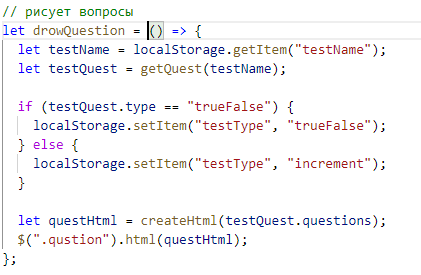 // рисует вопросы
let drowQuestion = () => {
  let testName = localStorage.getItem("testName");
  let testQuest = getQuest(testName);

  if (testQuest.type == "trueFalse") {
    localStorage.setItem("testType", "trueFalse");
  } else {
    localStorage.setItem("testType", "increment");
  }

  let questHtml = createHtml(testQuest.questions);
  $(".qustion").html(questHtml);
};